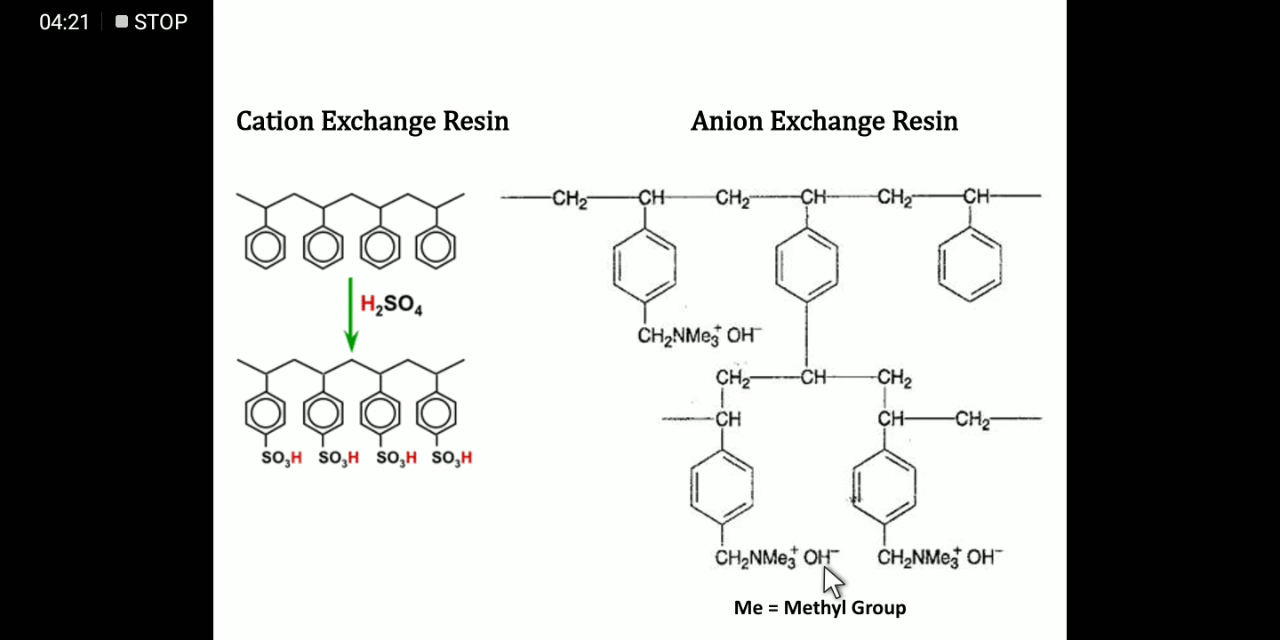 04:21 STOP
Cation Exchange Resin
Anion Exchange Resin
H₂SO₄
SO₃H SO₃H SO₃H SO₃H
CH₂ CH CH₂ CH CH₂ CH
CH₂NMe₃⁺ OH⁻
CH₂ CH CH₂
CH CH CH₂
CH₂NMe₃⁺ OH⁻ CH₂NMe₃⁺ OH⁻
Me = Methyl Group